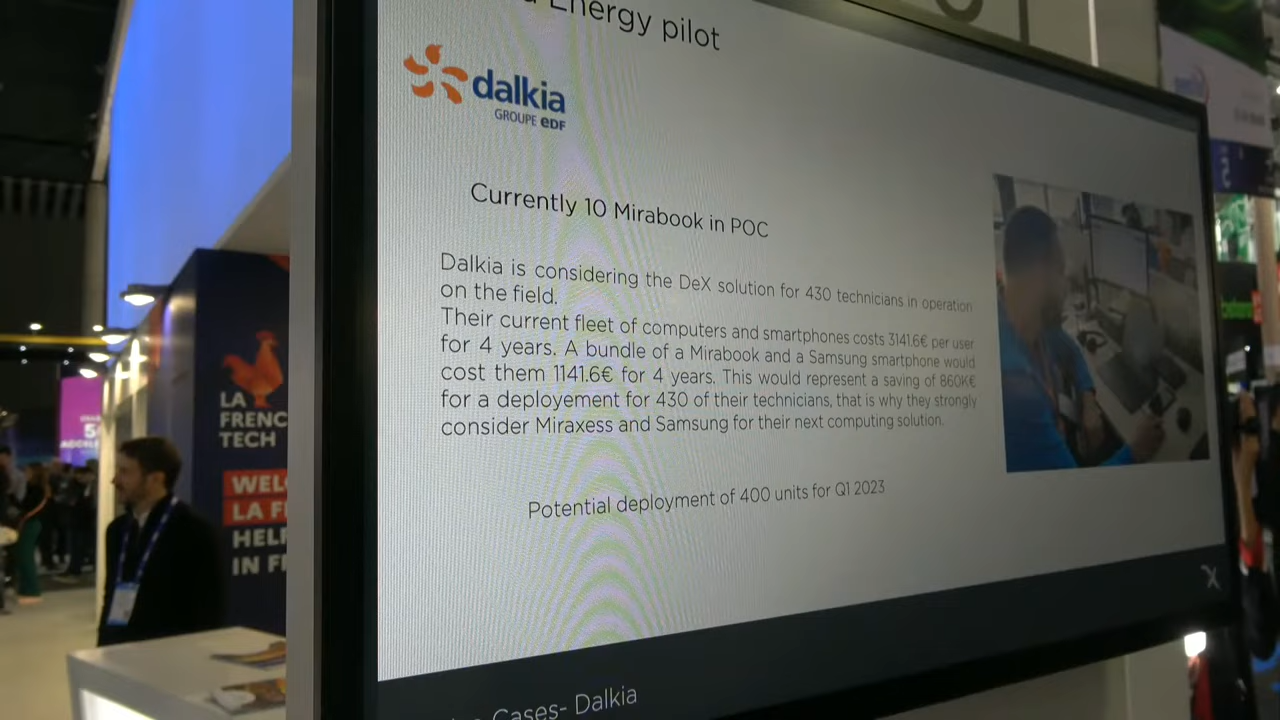 Energy pilot
dalkia
GROUPE eDF
Currently 10 Mirabook in POC
Dalkia is considering the DeX solution for 430 technicians in operation
on the field.
Their current fleet of computers and smartphones costs 3141.6€ per user
for 4 years. A bundle of a Mirabook and a Samsung smartphone would
cost them 1141.6€ for 4 years. This would represent a saving of 860K€
for a deployement for 430 of their technicians, that is why they strongly
consider Miraxess and Samsung for their next computing solution.
Potential deployment of 400 units for Q1 2023
Cases- Dalkia
LA
FRENC
TECH
WEL
LA F
HEL
IN F